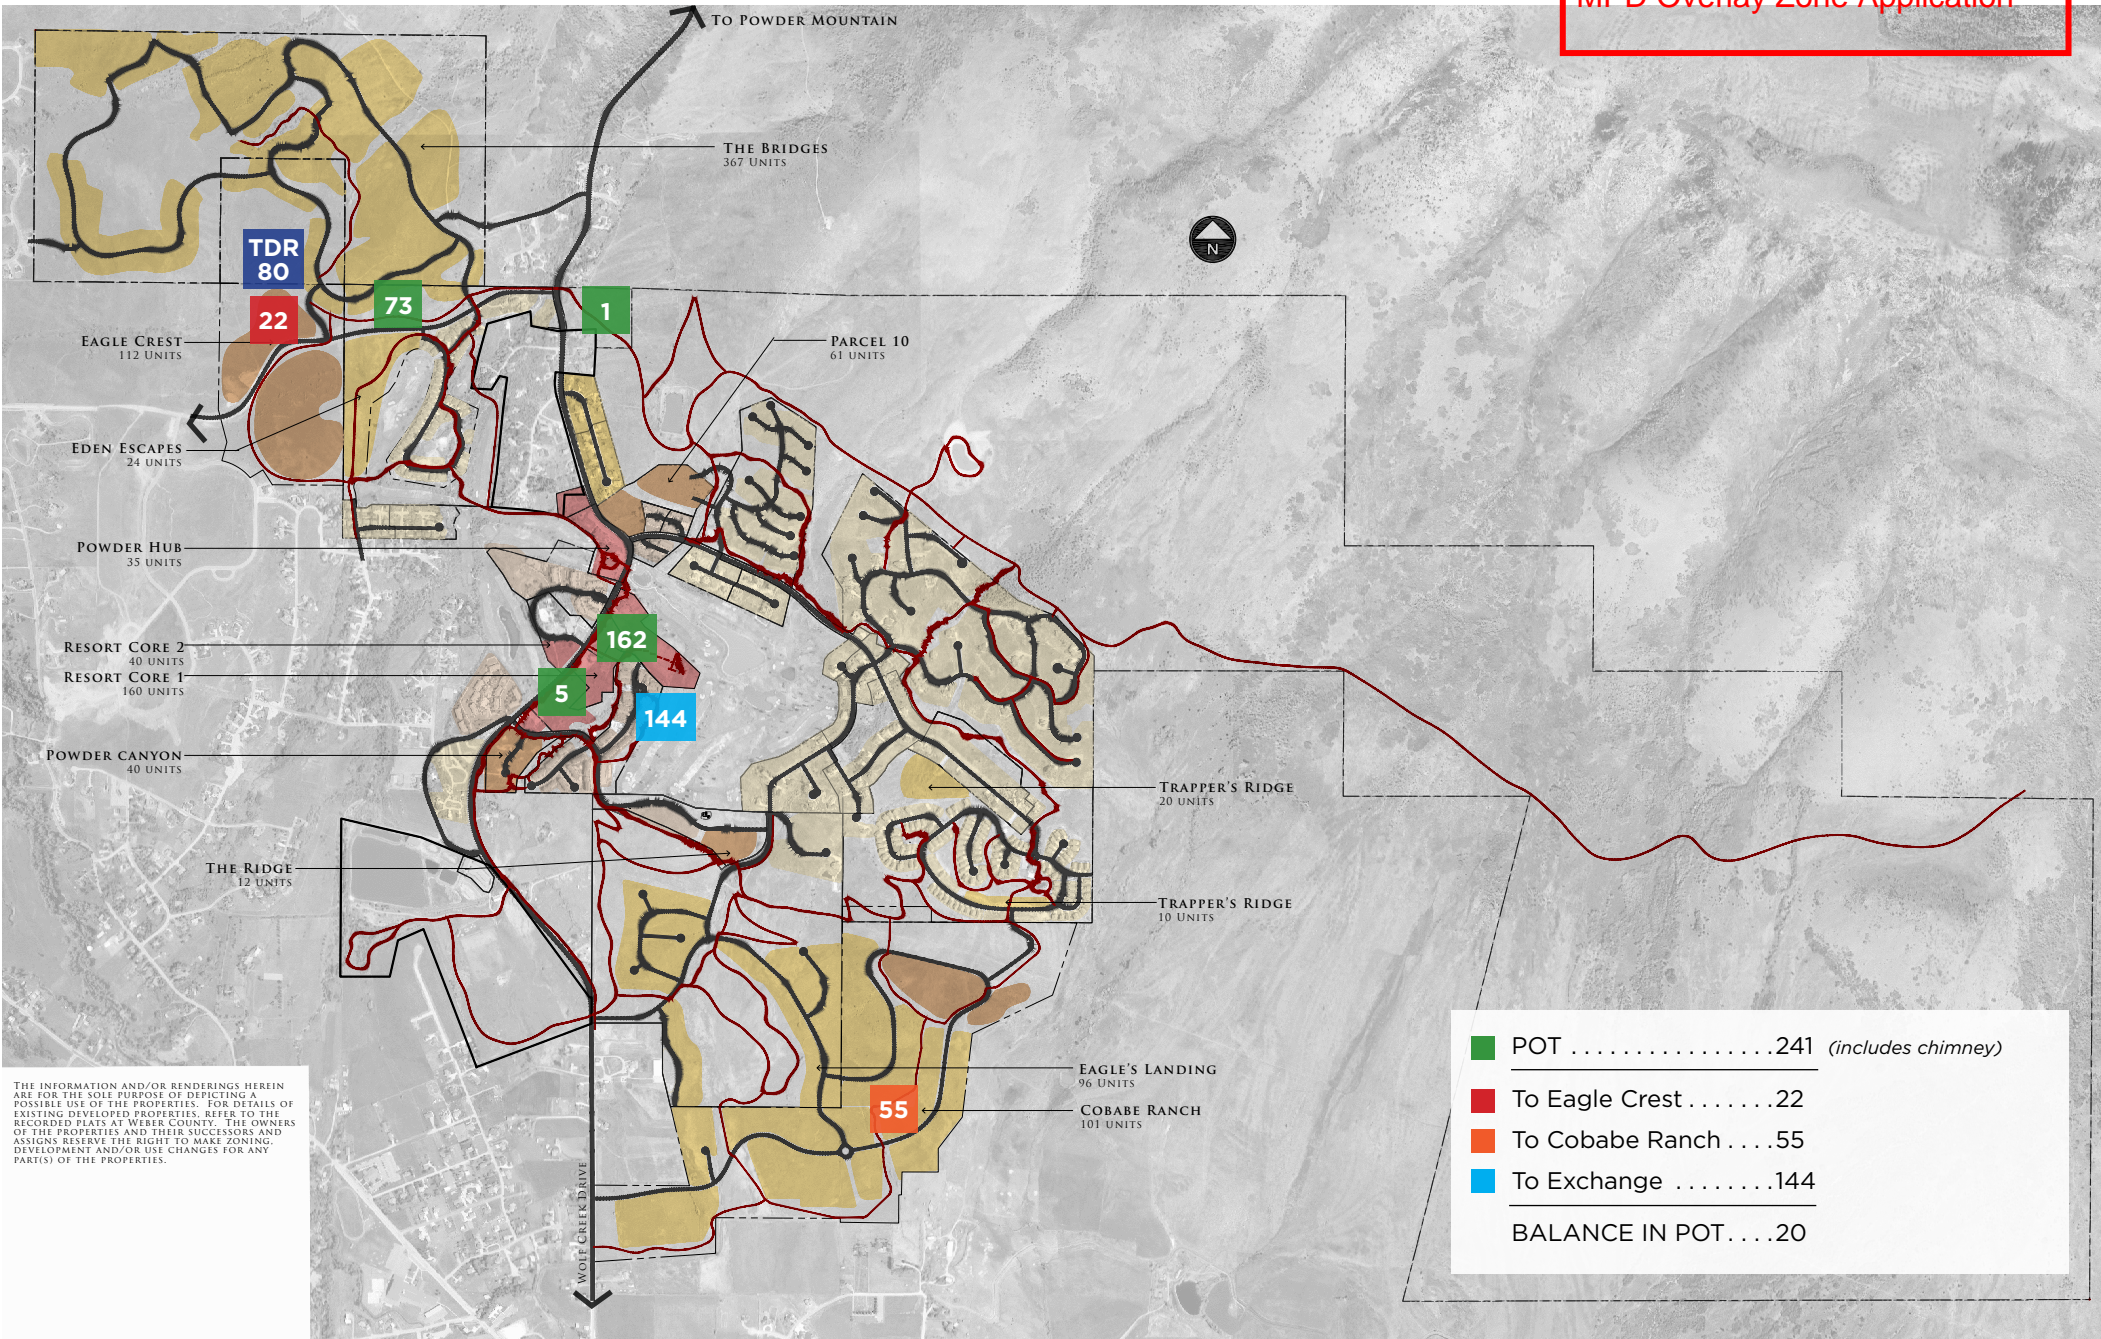 MPD Overlay Zone Application
TO POWDER MOUNTAIN
THE BRIDGES
367 UNITS
TDR
80
22
73
1
EAGLE CREST
112 UNITS
PARCEL 10
61 UNITS
EDEN ESCAPES
24 UNITS
POWDER HUB
35 UNITS
RESORT CORE 2
40 UNITS
RESORT CORE 1
160 UNITS
162
5
144
POWDER CANYON
40 UNITS
TRAPPER'S RIDGE
20 UNITS
THE RIDGE
12 UNITS
TRAPPER'S RIDGE
10 UNITS
EAGLE'S LANDING
96 UNITS
55
COBABE RANCH
101 UNITS
WOLF CREEK DRIVE
N
THE INFORMATION AND/OR RENDERINGS HEREIN
ARE FOR THE SOLE PURPOSE OF DEPICTING A
POSSIBLE USE OF THE PROPERTIES. FOR DETAILS OF
EXISTING DEVELOPED PROPERTIES, REFER TO THE
RECORDED PLATS AT WEBER COUNTY. THE OWNERS
OF THE PROPERTIES AND THEIR SUCCESSORS AND
ASSIGNS RESERVE THE RIGHT TO MAKE ZONING,
DEVELOPMENT AND/OR USE CHANGES FOR ANY
PART(S) OF THE PROPERTIES.
POT . . . . . . . . . . . . . . . .241 (includes chimney)
To Eagle Crest . . . . . . .22
To Cobabe Ranch . . . .55
To Exchange . . . . . . . .144
BALANCE IN POT. . . .20